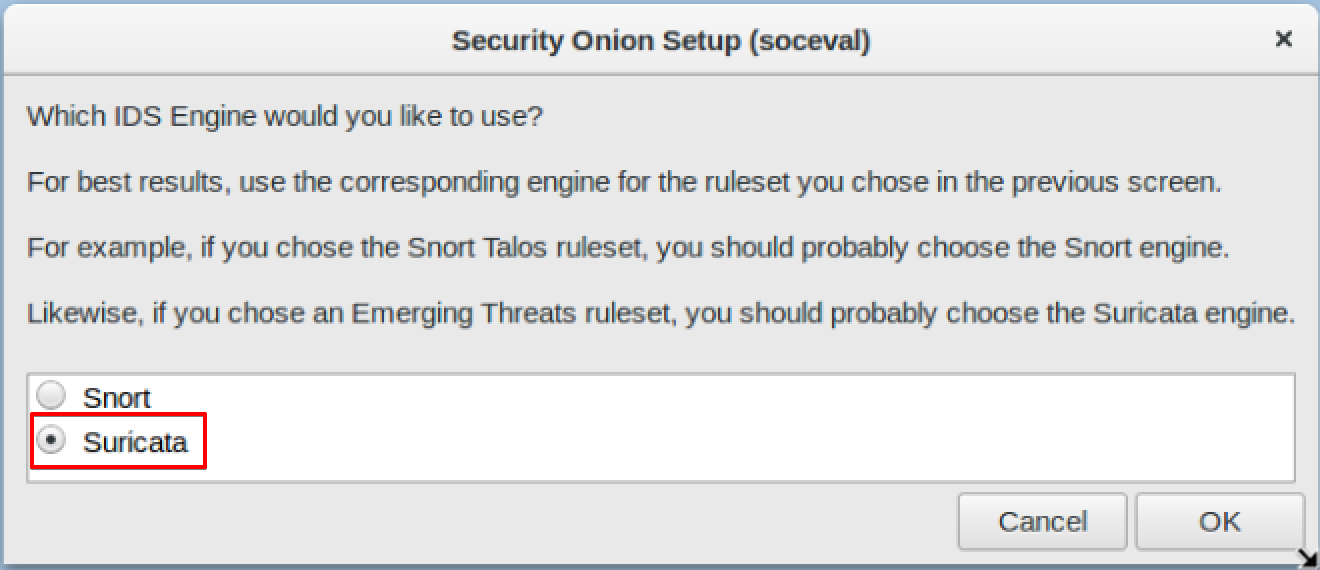 Security Onion Setup (soceval)
Which IDS Engine would you like to use?
For best results, use the corresponding engine for the ruleset you chose in the previous screen.
For example, if you chose the Snort Talos ruleset, you should probably choose the Snort engine.
Likewise, if you chose an Emerging Threats ruleset, you should probably choose the Suricata engine.
Snort
Suricata
Cancel OK